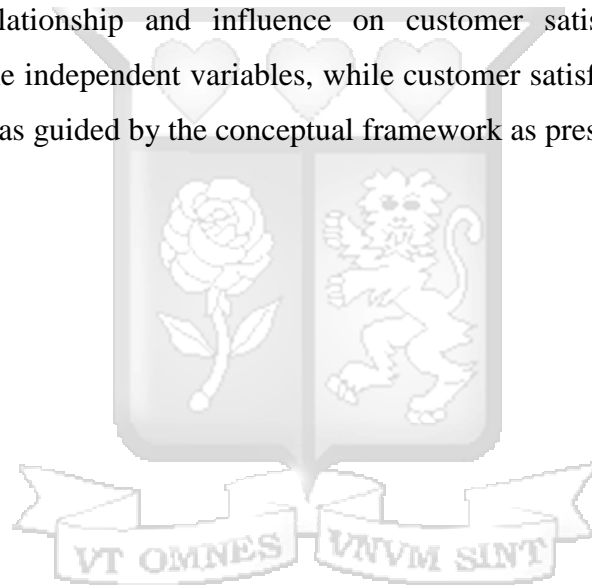 lationship and influence on customer satis
e independent variables, while customer satisf
as guided by the conceptual framework as pres
VT OMNES VNVM SINT